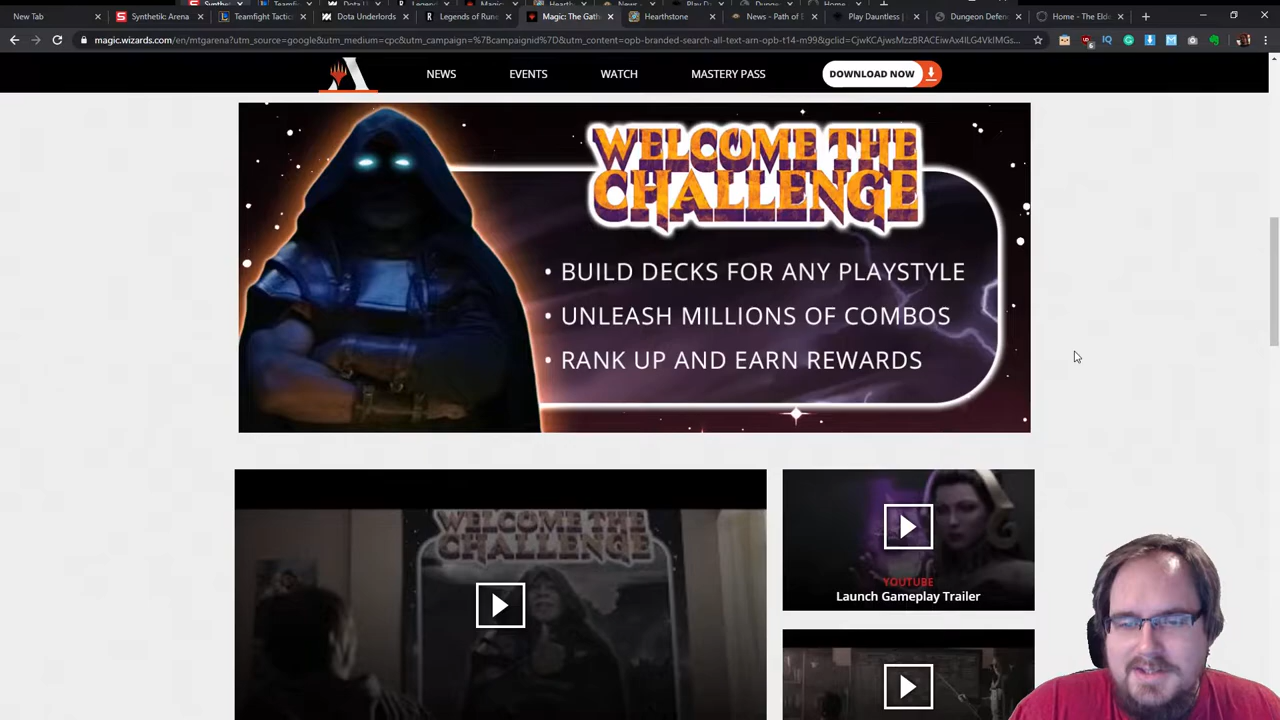 New Tab
Synthetik: Arena
Teamfight Tactics
Dota Underlords
Legends of Rune
Magic: The Gath
Hearthstone
News - Path of
Play Dauntless |
Dungeon Defend
Home - The Elde
magic.wizards.com/en/mtgarena?utm_source=google&utm_medium=cpc&utm_campaign=%7Bcampaignid%7D&utm_content=opb-branded-search-all-text-arn-opb-t14-m99&gclid=
NEWS
EVENTS
WATCH
MASTERY PASS
DOWNLOAD NOW
WELCOME THE
CHALLENGE
• BUILD DECKS FOR ANY PLAYSTYLE
• UNLEASH MILLIONS OF COMBOS
• RANK UP AND EARN REWARDS
WELCOME THE
CHALLENGE
YOUTUBE
Launch Gameplay Trailer